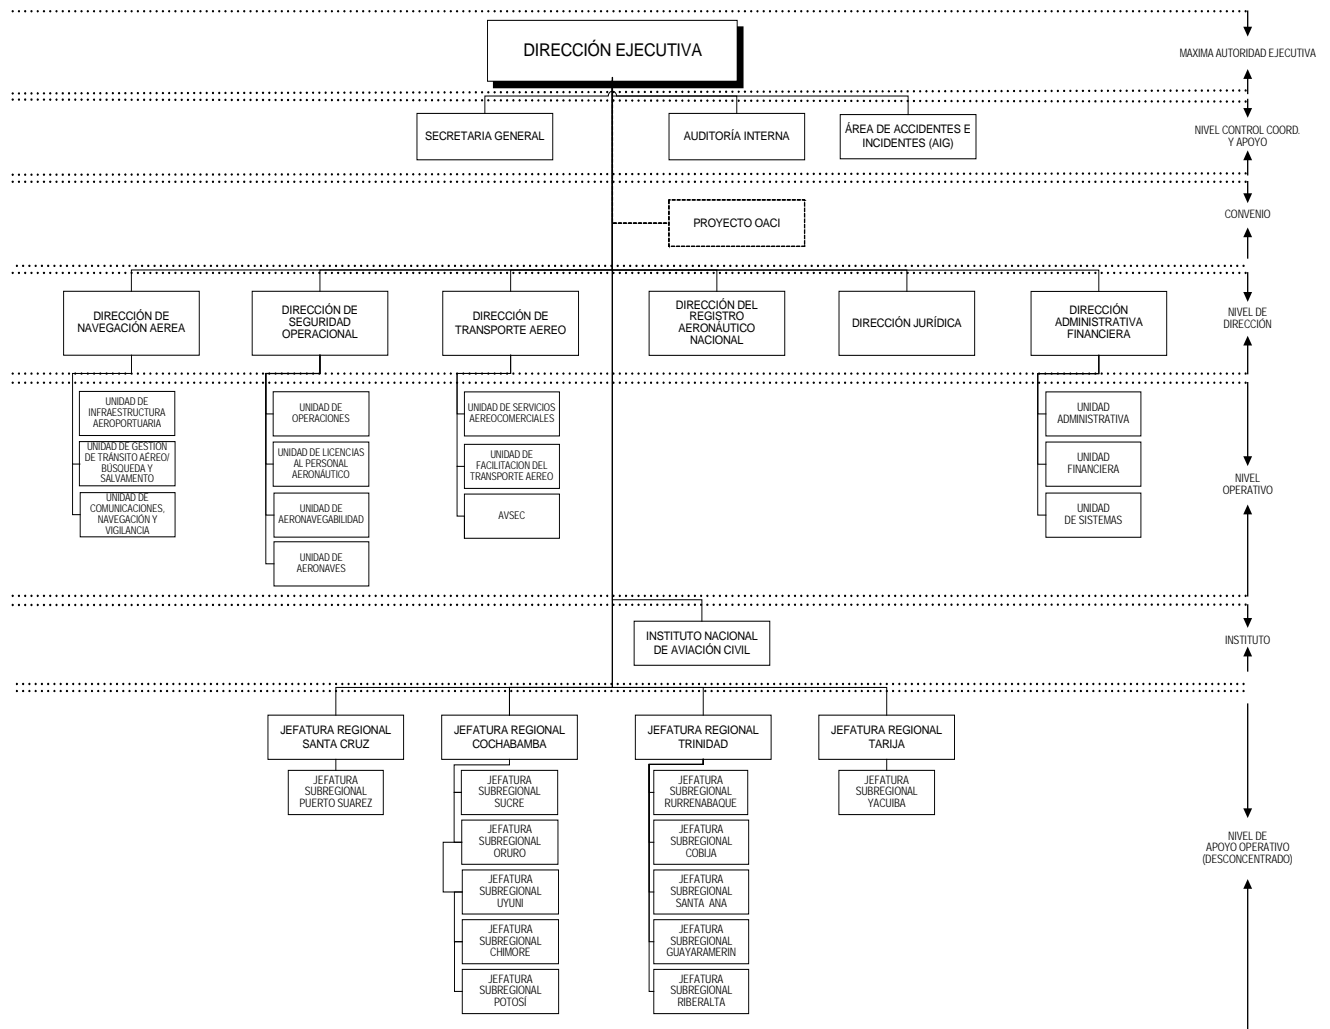 DIRECCIÓN EJECUTIVA
MAXIMA AUTORIDAD EJECUTIVA
SECRETARIA GENERAL
AUDITORÍA INTERNA
ÁREA DE ACCIDENTES E
INCIDENTES (AIG)
NIVEL CONTROL COORD.
Y APOYO
PROYECTO OACI
CONVENIO
DIRECCIÓN DE
NAVEGACIÓN AEREA
DIRECCIÓN DE
SEGURIDAD
OPERACIONAL
DIRECCIÓN DE
TRANSPORTE AEREO
DIRECCIÓN DEL
REGISTRO
AERONÁUTICO
NACIONAL
DIRECCIÓN JURÍDICA
DIRECCIÓN
ADMINISTRATIVA
FINANCIERA
NIVEL DE
DIRECCIÓN
UNIDAD DE
INFRAESTRUCTURA
AEROPORTUARIA
UNIDAD DE GESTIÓN
DE TRÁNSITO AÉREO/
BÚSQUEDA Y
SALVAMENTO
UNIDAD DE
COMUNICACIONES,
NAVEGACIÓN Y
VIGILANCIA
UNIDAD DE
OPERACIONES
UNIDAD DE LICENCIAS
AL PERSONAL
AERONÁUTICO
UNIDAD DE
AERONAVEGABILIDAD
UNIDAD DE
AERONAVES
UNIDAD DE SERVICIOS
AEREOCOMERCIALES
UNIDAD DE
FACILITACION DEL
TRANSPORTE AEREO
AVSEC
UNIDAD
ADMINISTRATIVA
UNIDAD
FINANCIERA
UNIDAD
DE SISTEMAS
NIVEL
OPERATIVO
INSTITUTO NACIONAL
DE AVIACIÓN CIVIL
INSTITUTO
JEFATURA REGIONAL
SANTA CRUZ
JEFATURA REGIONAL
COCHABAMBA
JEFATURA REGIONAL
TRINIDAD
JEFATURA REGIONAL
TARIJA
JEFATURA
SUBREGIONAL
PUERTO SUAREZ
JEFATURA
SUBREGIONAL
SUCRE
JEFATURA
SUBREGIONAL
ORURO
JEFATURA
SUBREGIONAL
UYUNI
JEFATURA
SUBREGIONAL
CHIMORE
JEFATURA
SUBREGIONAL
POTOSÍ
JEFATURA
SUBREGIONAL
RURRENABAQUE
JEFATURA
SUBREGIONAL
COBIJA
JEFATURA
SUBREGIONAL
SANTA ANA
JEFATURA
SUBREGIONAL
GUAYARAMERIN
JEFATURA
SUBREGIONAL
RIBERALTA
JEFATURA
SUBREGIONAL
YACUIBA
NIVEL DE
APOYO OPERATIVO
(DESCONCENTRADO)